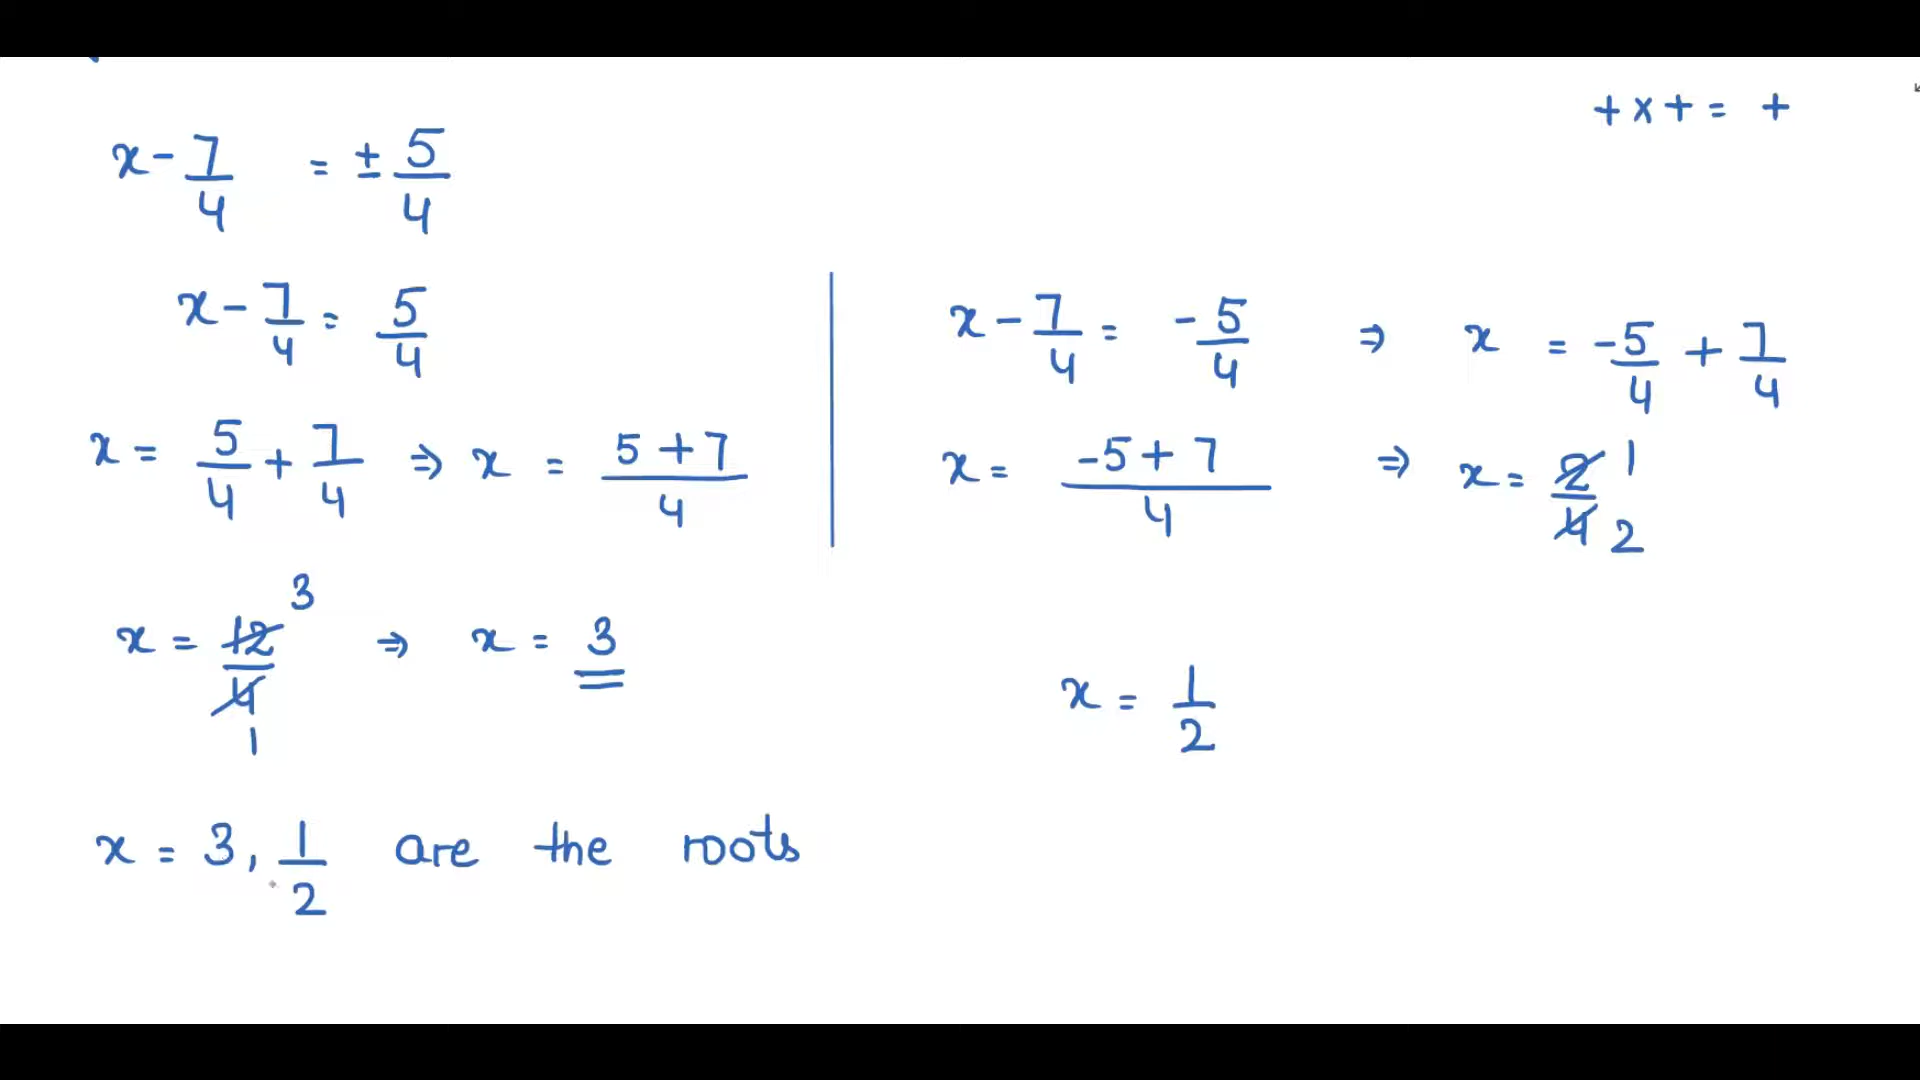 + x + = +
x - 7/4 = ± 5/4
x - 7/4 = 5/4
x = 5/4 + 7/4 ⇒ x = (5 + 7)/4
x = 12/4 3 1 ⇒ x = 3
x - 7/4 = -5/4 ⇒ x = -5/4 + 7/4
x = (-5 + 7)/4 ⇒ x = 2/4 1 2
x = 1/2
x = 3, 1/2 are the roots